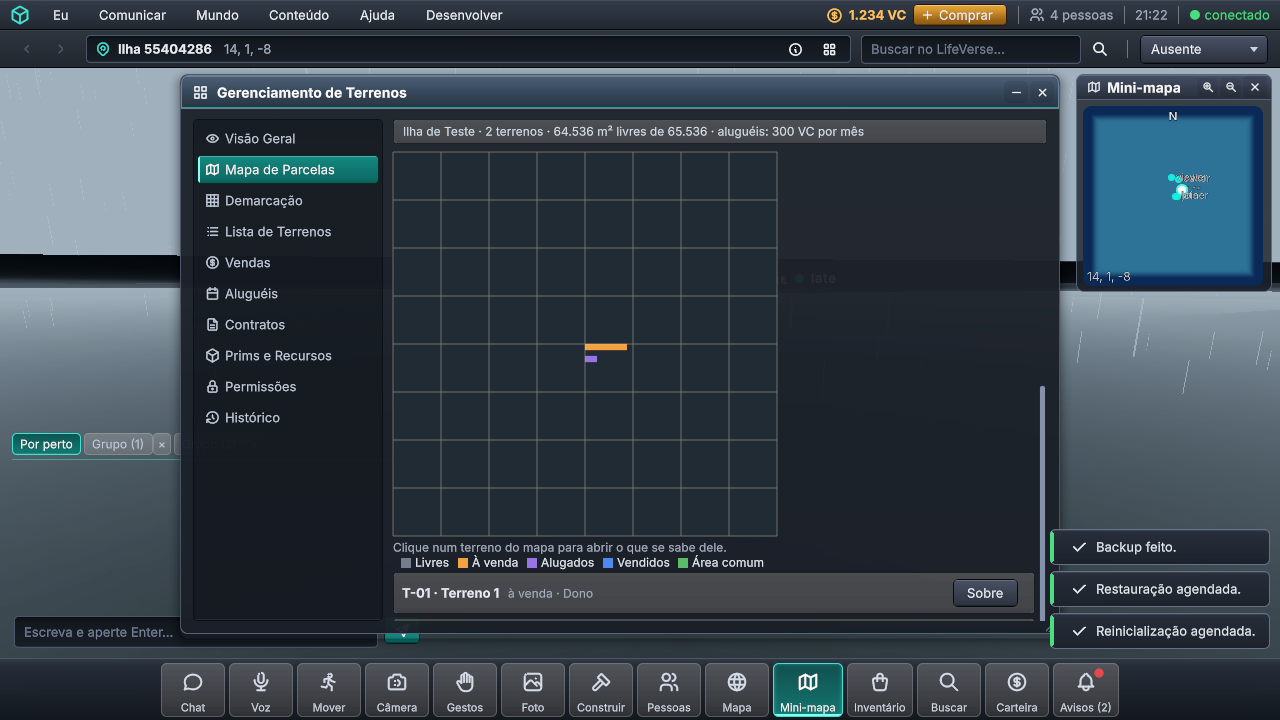 Eu Comunicar Mundo Conteúdo Ajuda Desenvolver 1.234 VC + Comprar 4 pessoas 21:22 conectado
Ilha 55404286 14, 1, -8 Buscar no LifeVerse... Ausente
Gerenciamento de Terrenos
Mini-mapa
N
14, 1, -8
Visão Geral
Mapa de Parcelas
Demarcação
Lista de Terrenos
Vendas
Aluguéis
Contratos
Prims e Recursos
Permissões
Histórico
Ilha de Teste · 2 terrenos · 64.536 m² livres de 65.536 · aluguéis: 300 VC por mês
late
Clique num terreno do mapa para abrir o que se sabe dele.
Livres À venda Alugados Vendidos Área comum
T-01 · Terreno 1 à venda · Dono Sobre
Por perto Grupo (1) ×
Escreva e aperte Enter...
Backup feito.
Restauração agendada.
Reinicialização agendada.
Chat Voz Mover Câmera Gestos Foto Construir Pessoas Mapa Mini-mapa Inventário Buscar Carteira Avisos (2)